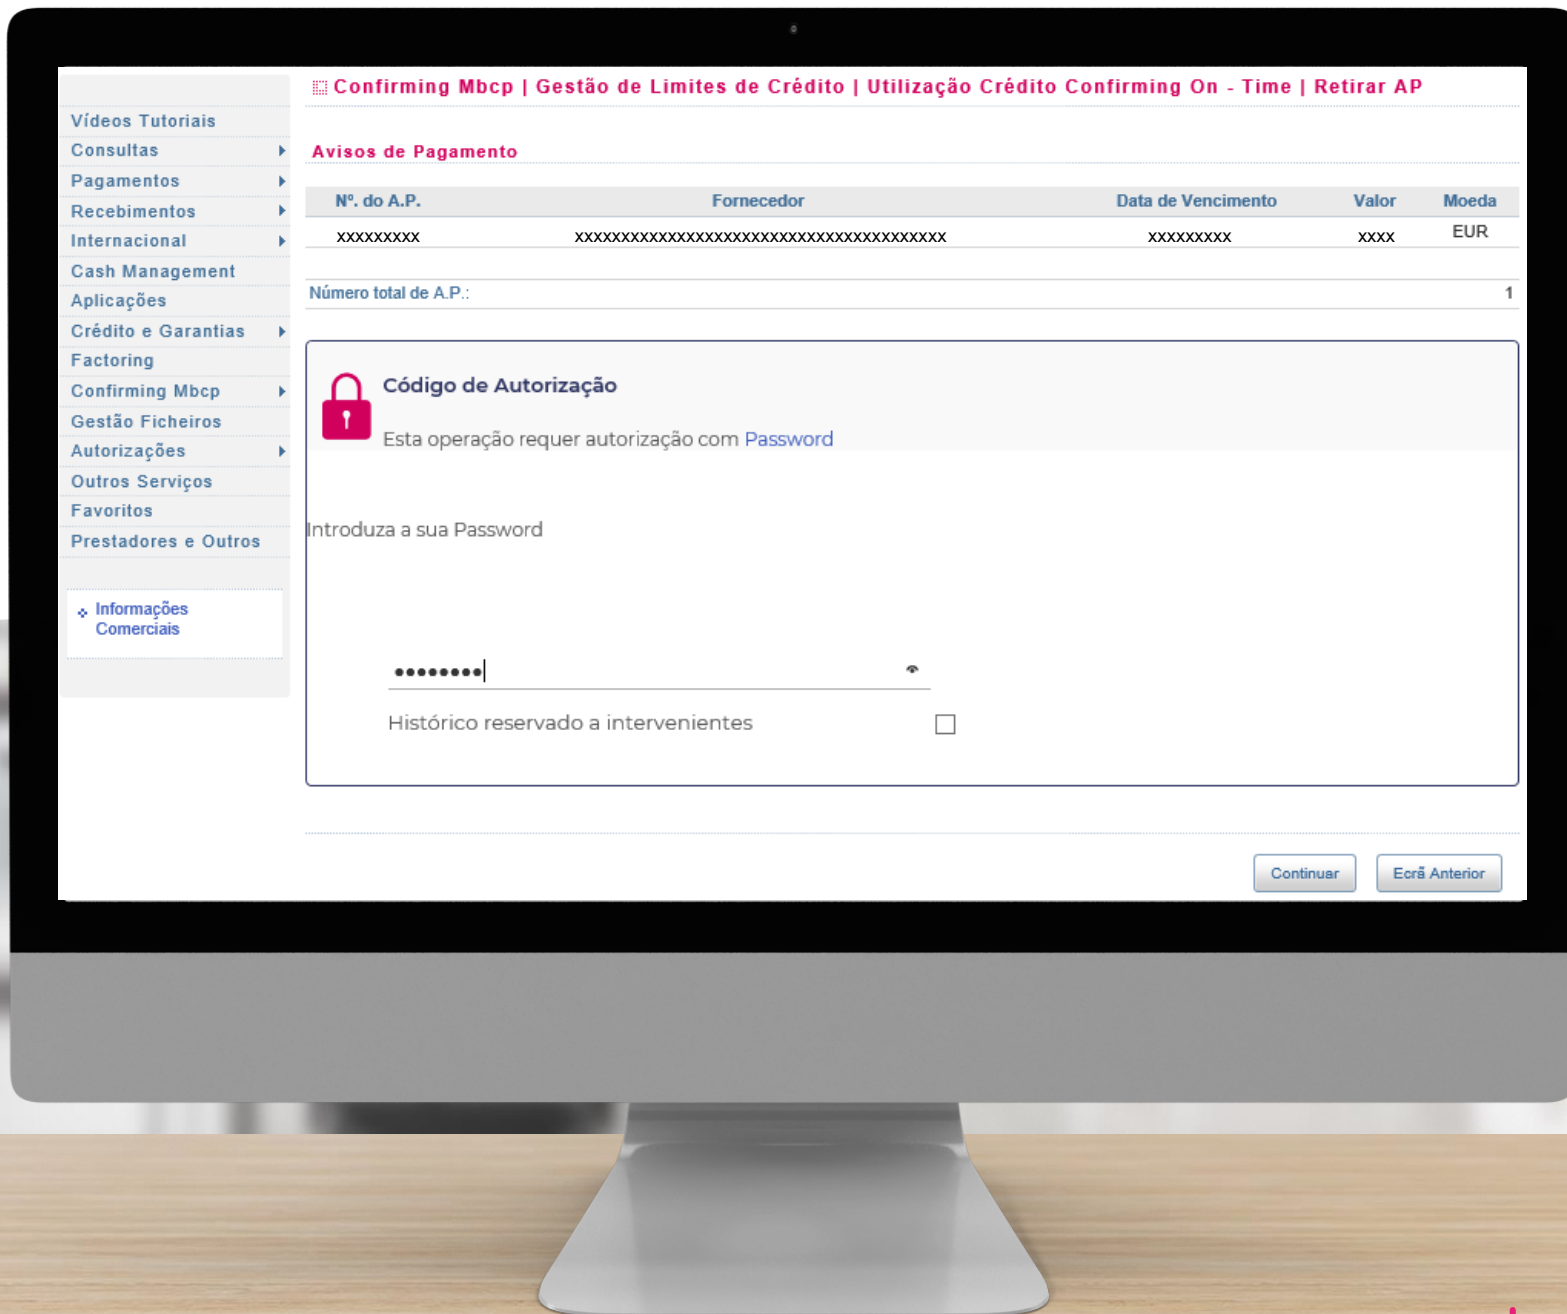 Confirming Mbcp | Gestão de Limites de Crédito | Utilização Crédito Confirming On - Time | Retirar AP
Vídeos Tutoriais
Consultas
Pagamentos
Recebimentos
Internacional
Cash Management
Aplicações
Crédito e Garantias
Factoring
Confirming Mbcp
Gestão Ficheiros
Autorizações
Outros Serviços
Favoritos
Prestadores e Outros
Informações
Comerciais
Avisos de Pagamento
Nº. do A.P. Fornecedor Data de Vencimento Valor Moeda
xxxxxxxxx xxxxxxxxxxxxxxxxxxxxxxxxxxxxxxxxxxxxxxxx xxxxxxxxx xxxx EUR
Número total de A.P.: 1
Código de Autorização
Esta operação requer autorização com Password
Introduza a sua Password
••••••••
Histórico reservado a intervenientes
Continuar Ecrã Anterior